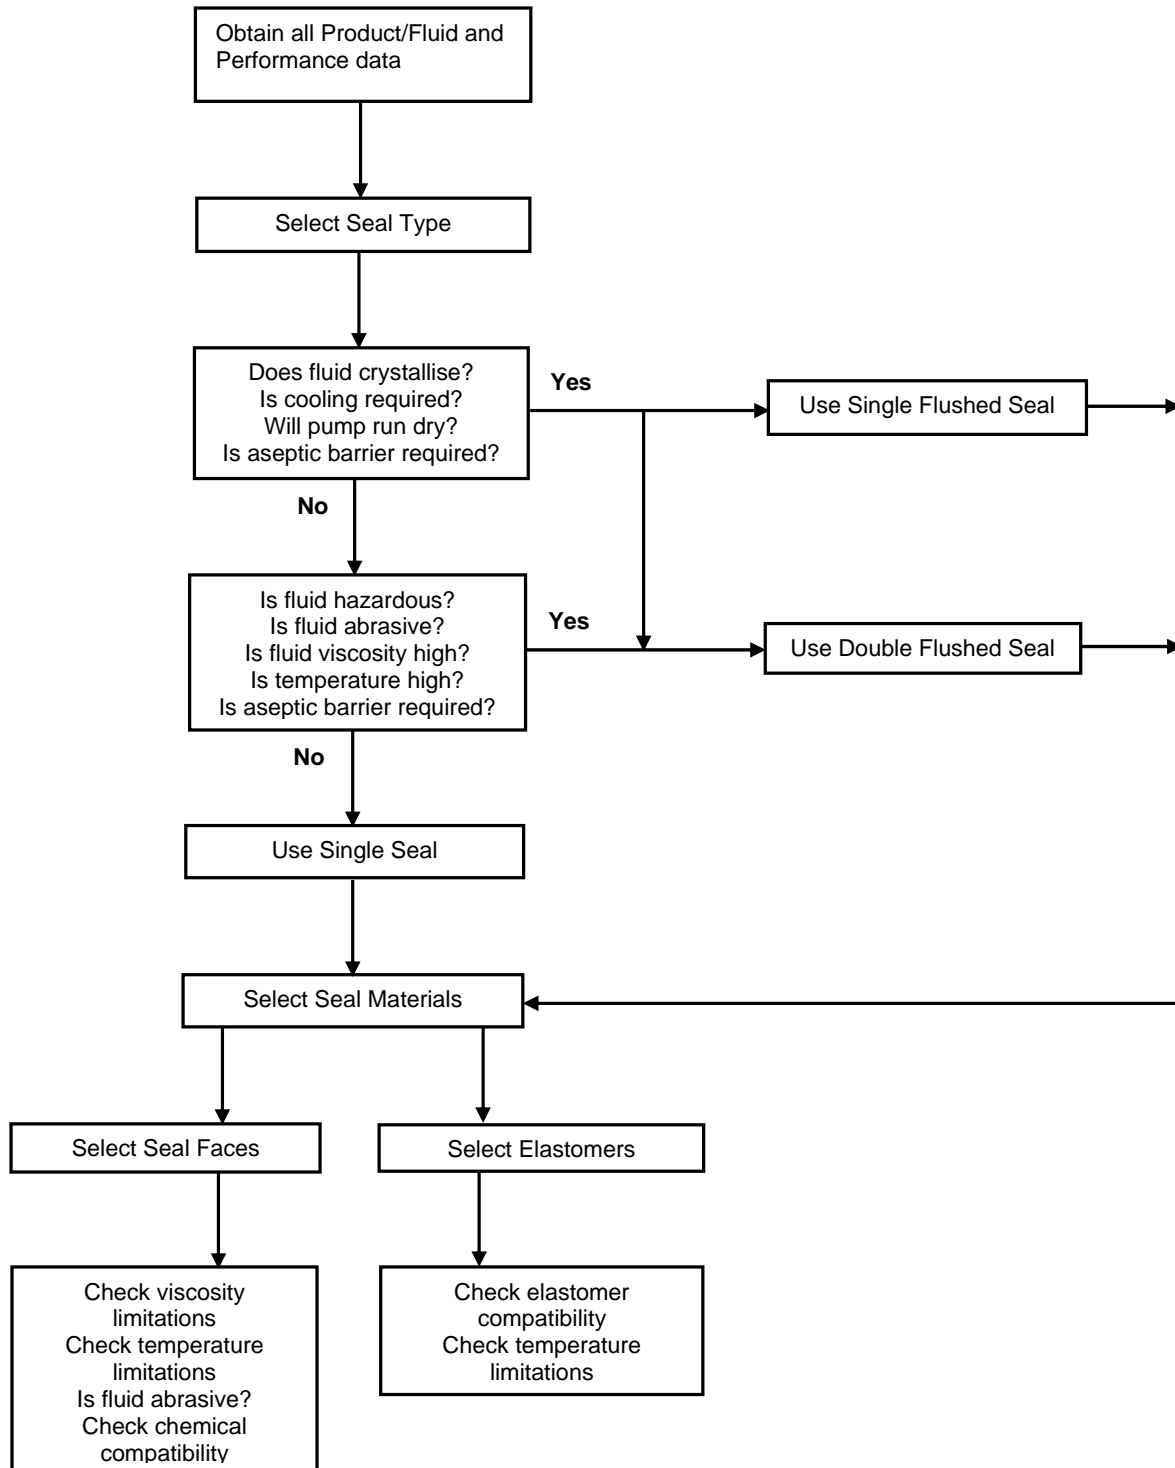 Obtain all Product/Fluid and
Performance data
Select Seal Type
Does fluid crystallise?
Is cooling required?
Will pump run dry?
Is aseptic barrier required?
Yes
Use Single Flushed Seal
No
Is fluid hazardous?
Is fluid abrasive?
Is fluid viscosity high?
Is temperature high?
Is aseptic barrier required?
Yes
Use Double Flushed Seal
No
Use Single Seal
Select Seal Materials
Select Seal Faces
Select Elastomers
Check viscosity
limitations
Check temperature
limitations
Is fluid abrasive?
Check chemical
compatibility
Check elastomer
compatibility
Check temperature
limitations